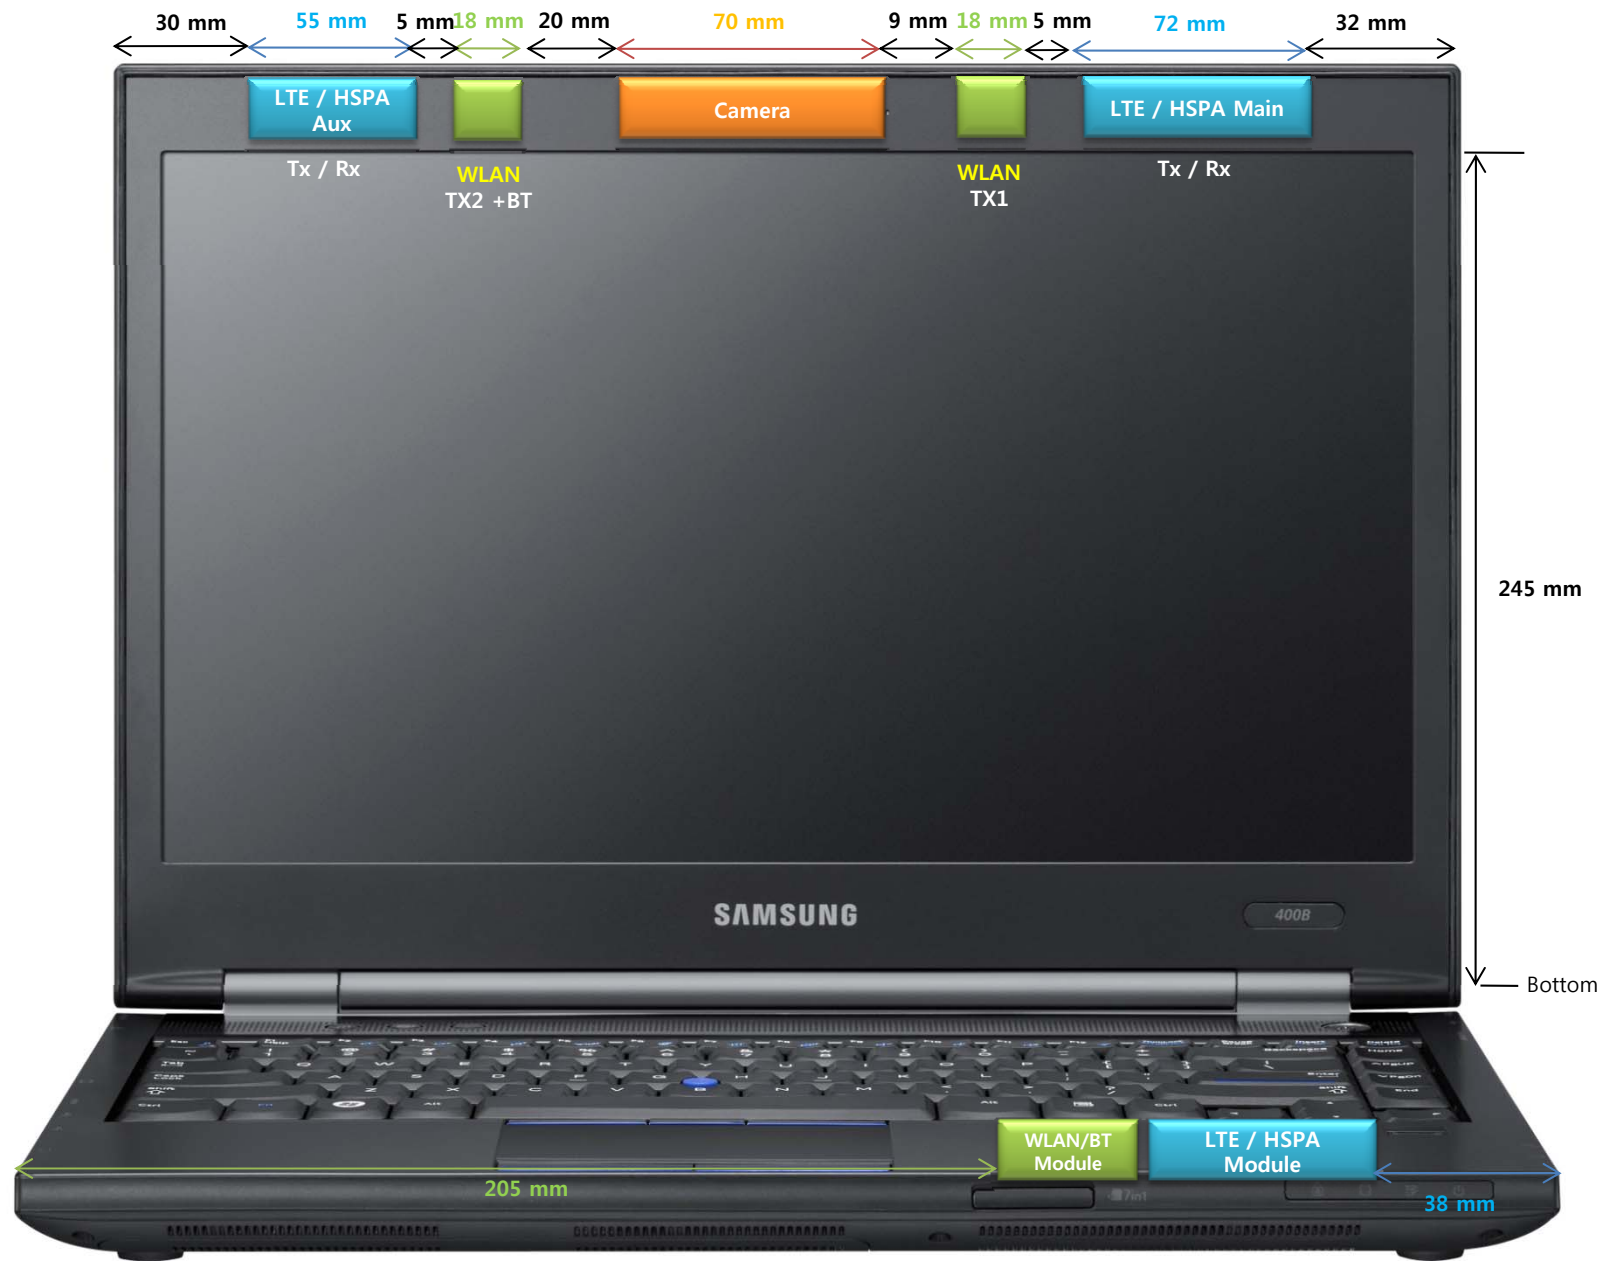 30 mm
55 mm
5 mm
18 mm
20 mm
70 mm
9 mm
18 mm
5 mm
72 mm
32 mm
LTE / HSPA
Aux
Camera
LTE / HSPA Main
Tx / Rx
WLAN
TX2 +BT
WLAN
TX1
Tx / Rx
245 mm
SAMSUNG
400B
Bottom
WLAN/BT
Module
LTE / HSPA
Module
205 mm
7in1
38 mm